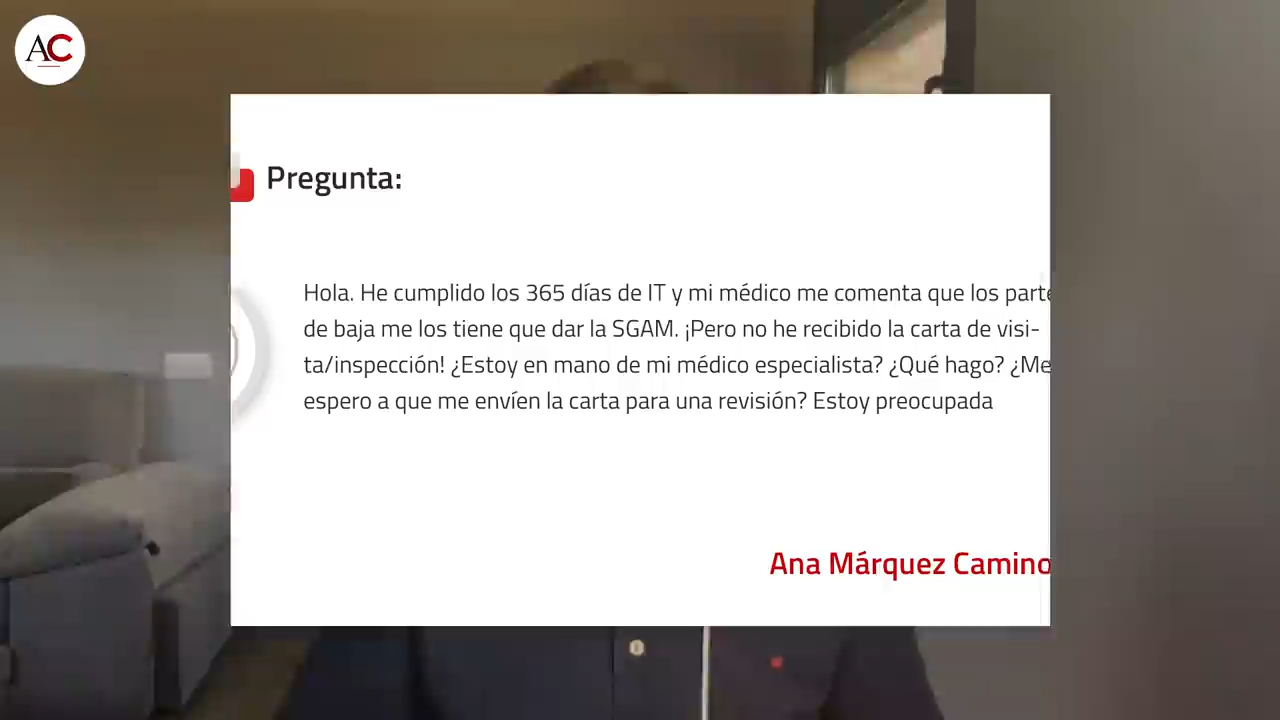 AC
Pregunta:
Hola. He cumplido los 365 días de IT y mi médico me comenta que los parte
de baja me los tiene que dar la SGAM. ¡Pero no he recibido la carta de visi-
ta/inspección! ¿Estoy en mano de mi médico especialista? ¿Qué hago? ¿Me
espero a que me envíen la carta para una revisión? Estoy preocupada
Ana Márquez Camino